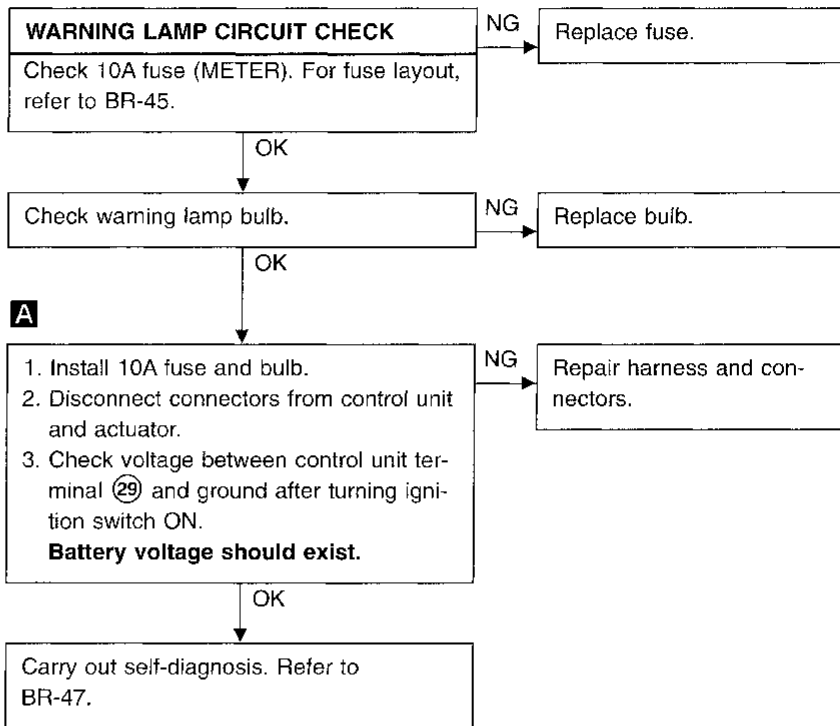 WARNING LAMP CIRCUIT CHECK
Check 10A fuse (METER). For fuse layout,
refer to BR-45.
NG
Replace fuse.
OK
Check warning lamp bulb.
NG
Replace bulb.
OK
A
1. Install 10A fuse and bulb.
2. Disconnect connectors from control unit
and actuator.
3. Check voltage between control unit ter-
minal ㉙ and ground after turning igni-
tion switch ON.
Battery voltage should exist.
NG
Repair harness and con-
nectors.
OK
Carry out self-diagnosis. Refer to
BR-47.